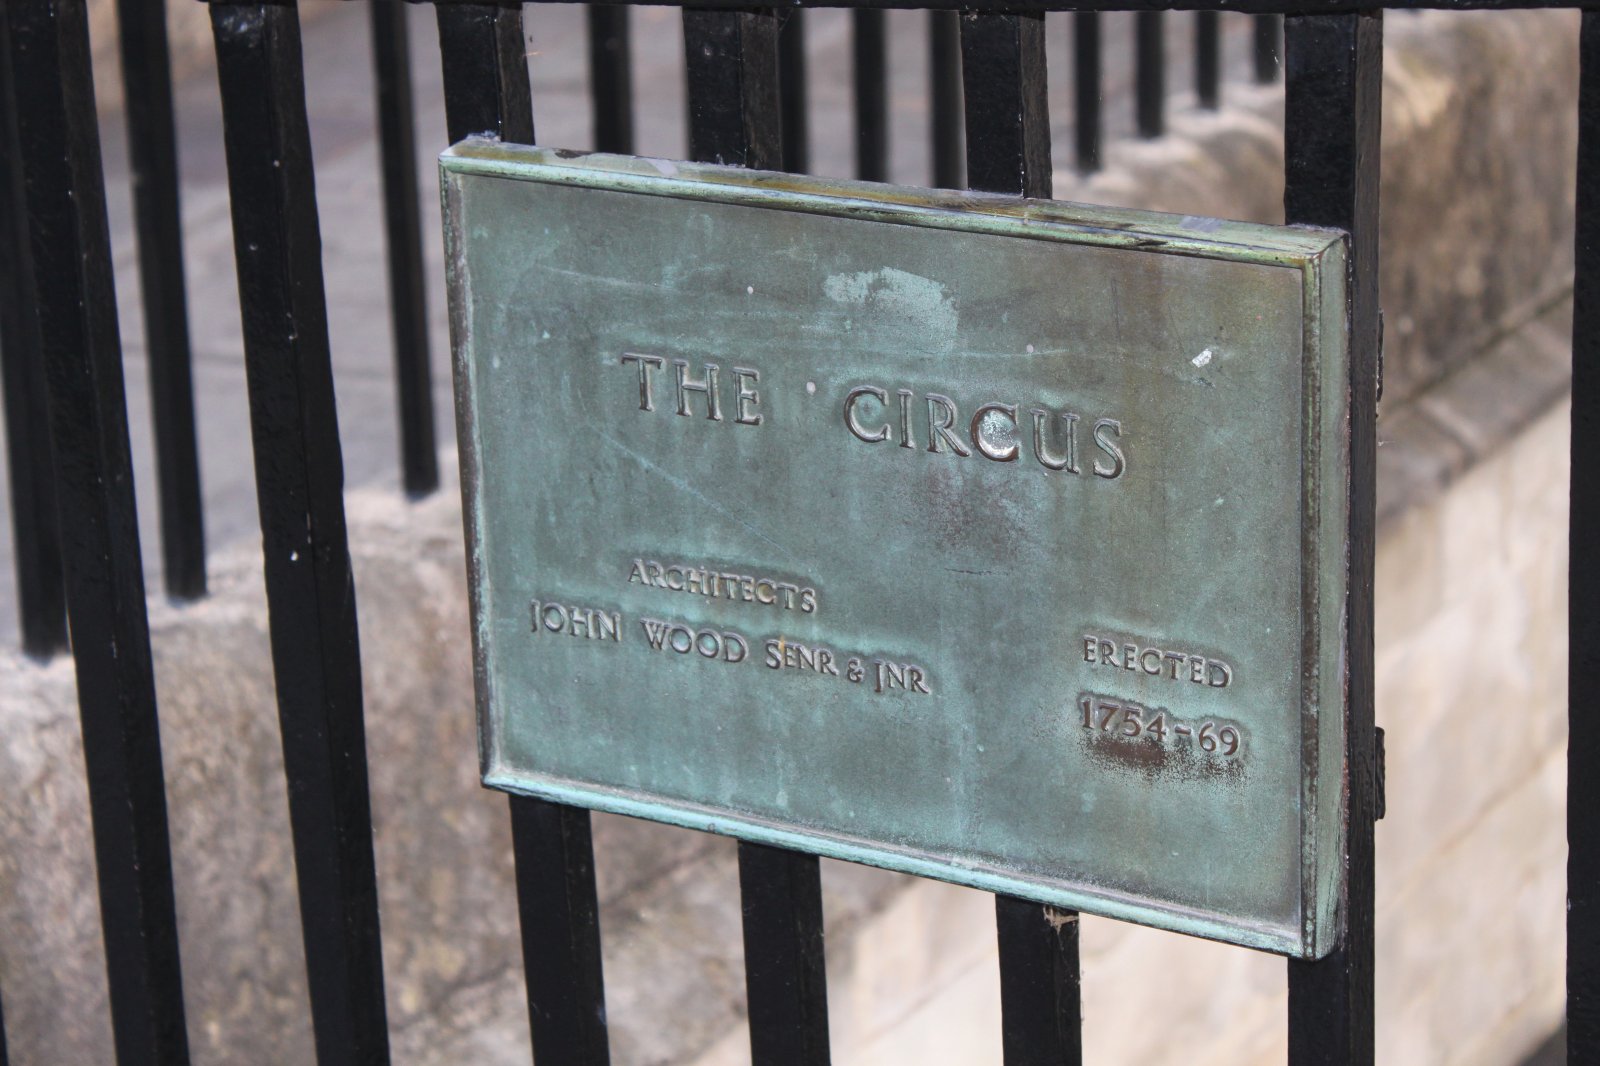 THE CIRCUS
ARCHITECTS
JOHN WOOD SENR & JNR
ERECTED
1754-69